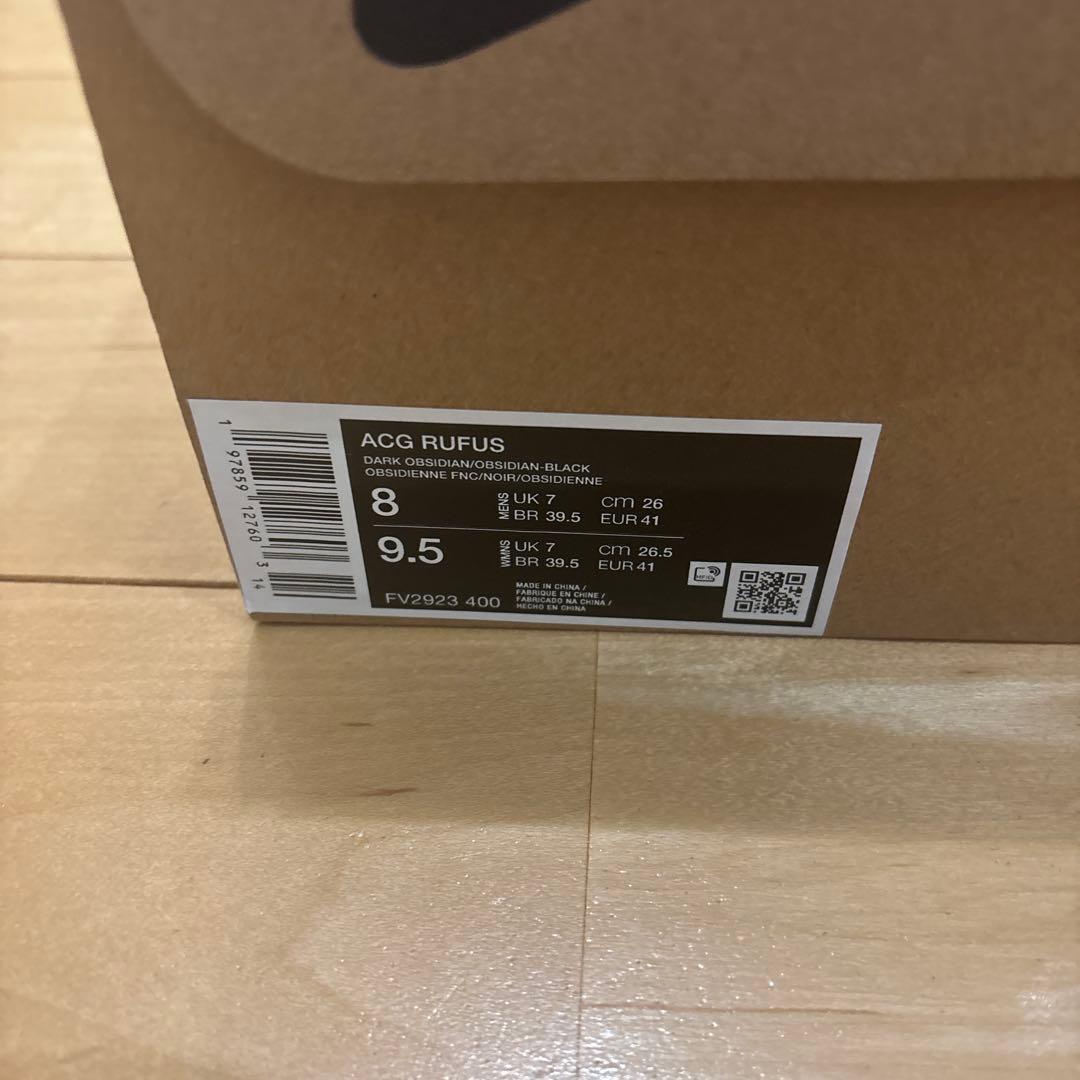 ACG RUFUS
DARK OBSIDIAN/OBSIDIAN-BLACK
OBSIDIENNE FNC/NOIR/OBSIDIENNE
8 MENS UK 7 cm 26
BR 39.5 EUR 41
9.5 WMNS UK 7 cm 26.5
BR 39.5 EUR 41
FV2923 400
MADE IN CHINA /
FABRIQUE EN CHINE /
FABRICADO NA CHINA /
HECHO EN CHINA
1 97859 12760 3 14